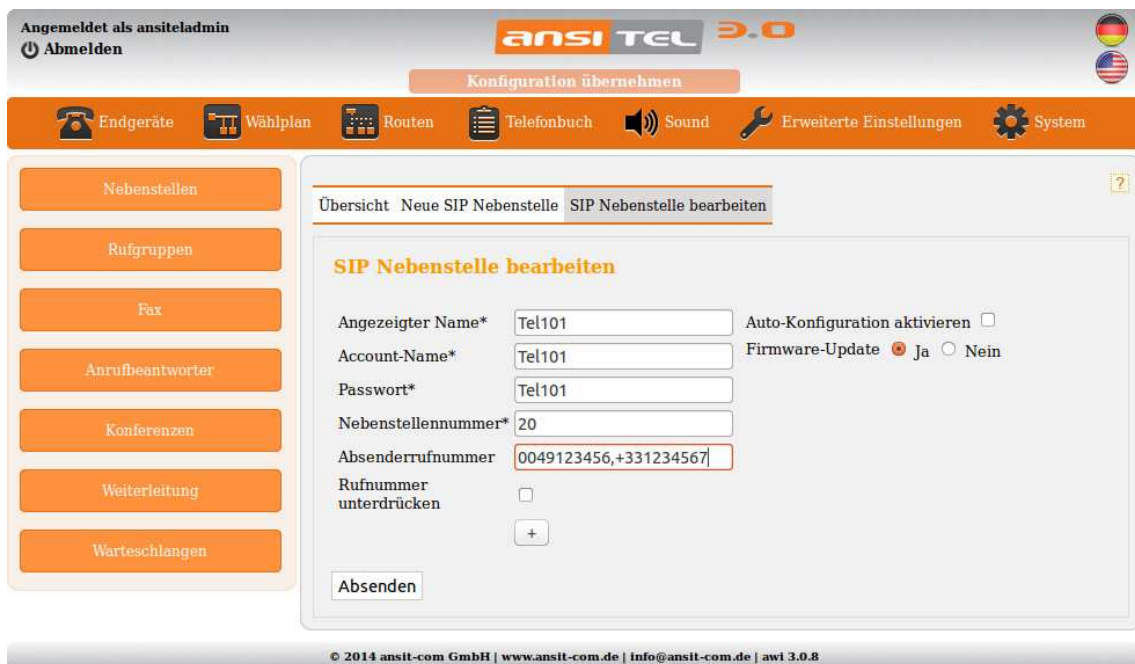 Angemeldet als ansiteladmin
Abmelden
ansi TEL 3.0
Konfiguration übernehmen
Endgeräte Wählplan Routen Telefonbuch Sound Erweiterte Einstellungen System
Nebenstellen
Rufgruppen
Fax
Anrufbeantworter
Konferenzen
Weiterleitung
Warteschlangen
?
Übersicht Neue SIP Nebenstelle SIP Nebenstelle bearbeiten
SIP Nebenstelle bearbeiten
Angezeigter Name* Tel101 Auto-Konfiguration aktivieren
Account-Name* Tel101 Firmware-Update Ja Nein
Passwort* Tel101
Nebenstellennummer* 20
Absenderrufnummer 0049123456,+331234567
Rufnummer
unterdrücken
+
Absenden
© 2014 ansit-com GmbH | www.ansit-com.de | info@ansit-com.de | awi 3.0.8